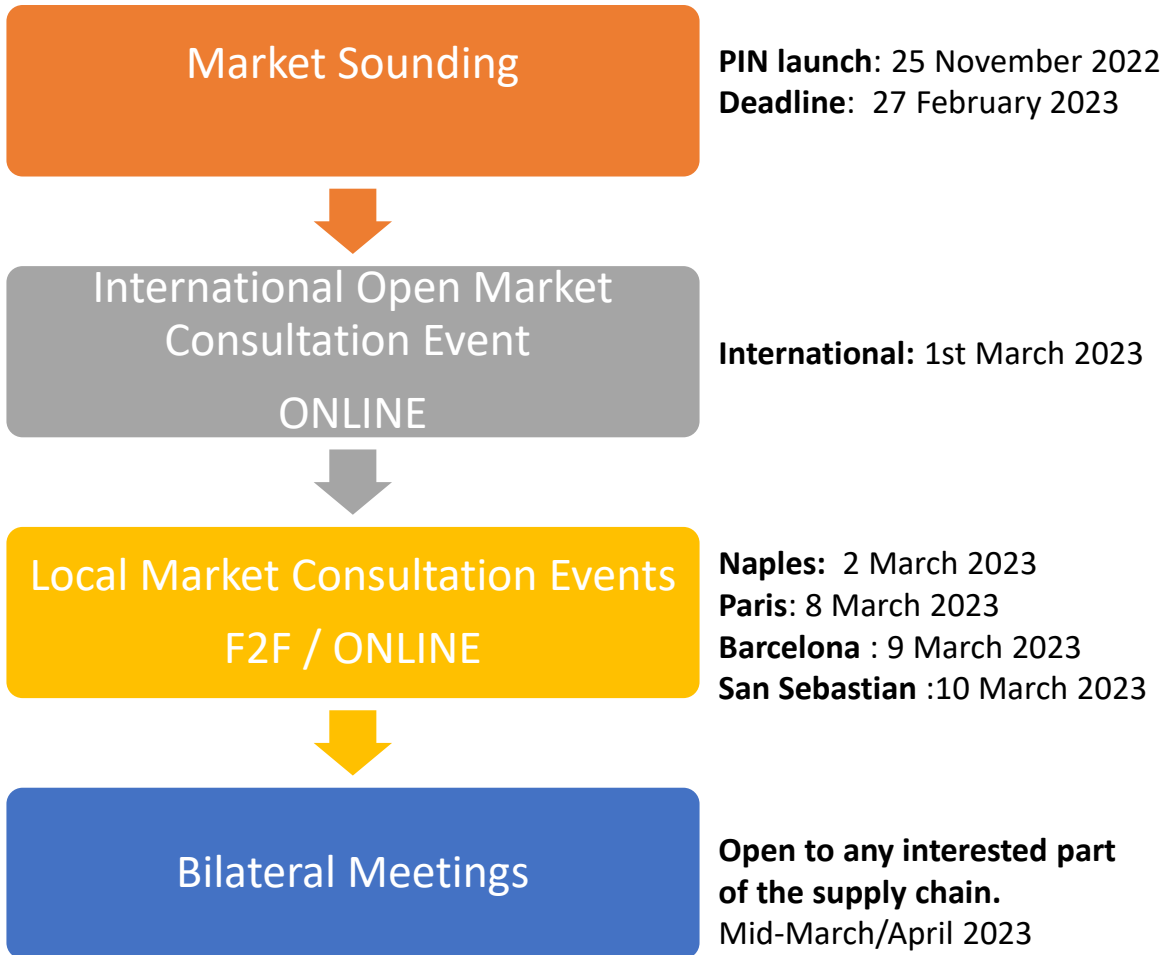 Market Sounding
PIN launch: 25 November 2022
Deadline:  27 February 2023
International Open Market
Consultation Event
ONLINE
International: 1st March 2023
Local Market Consultation Events
F2F / ONLINE
Naples:  2 March 2023
Paris: 8 March 2023
Barcelona : 9 March 2023
San Sebastian :10 March 2023
Bilateral Meetings
Open to any interested part
of the supply chain.
Mid-March/April 2023